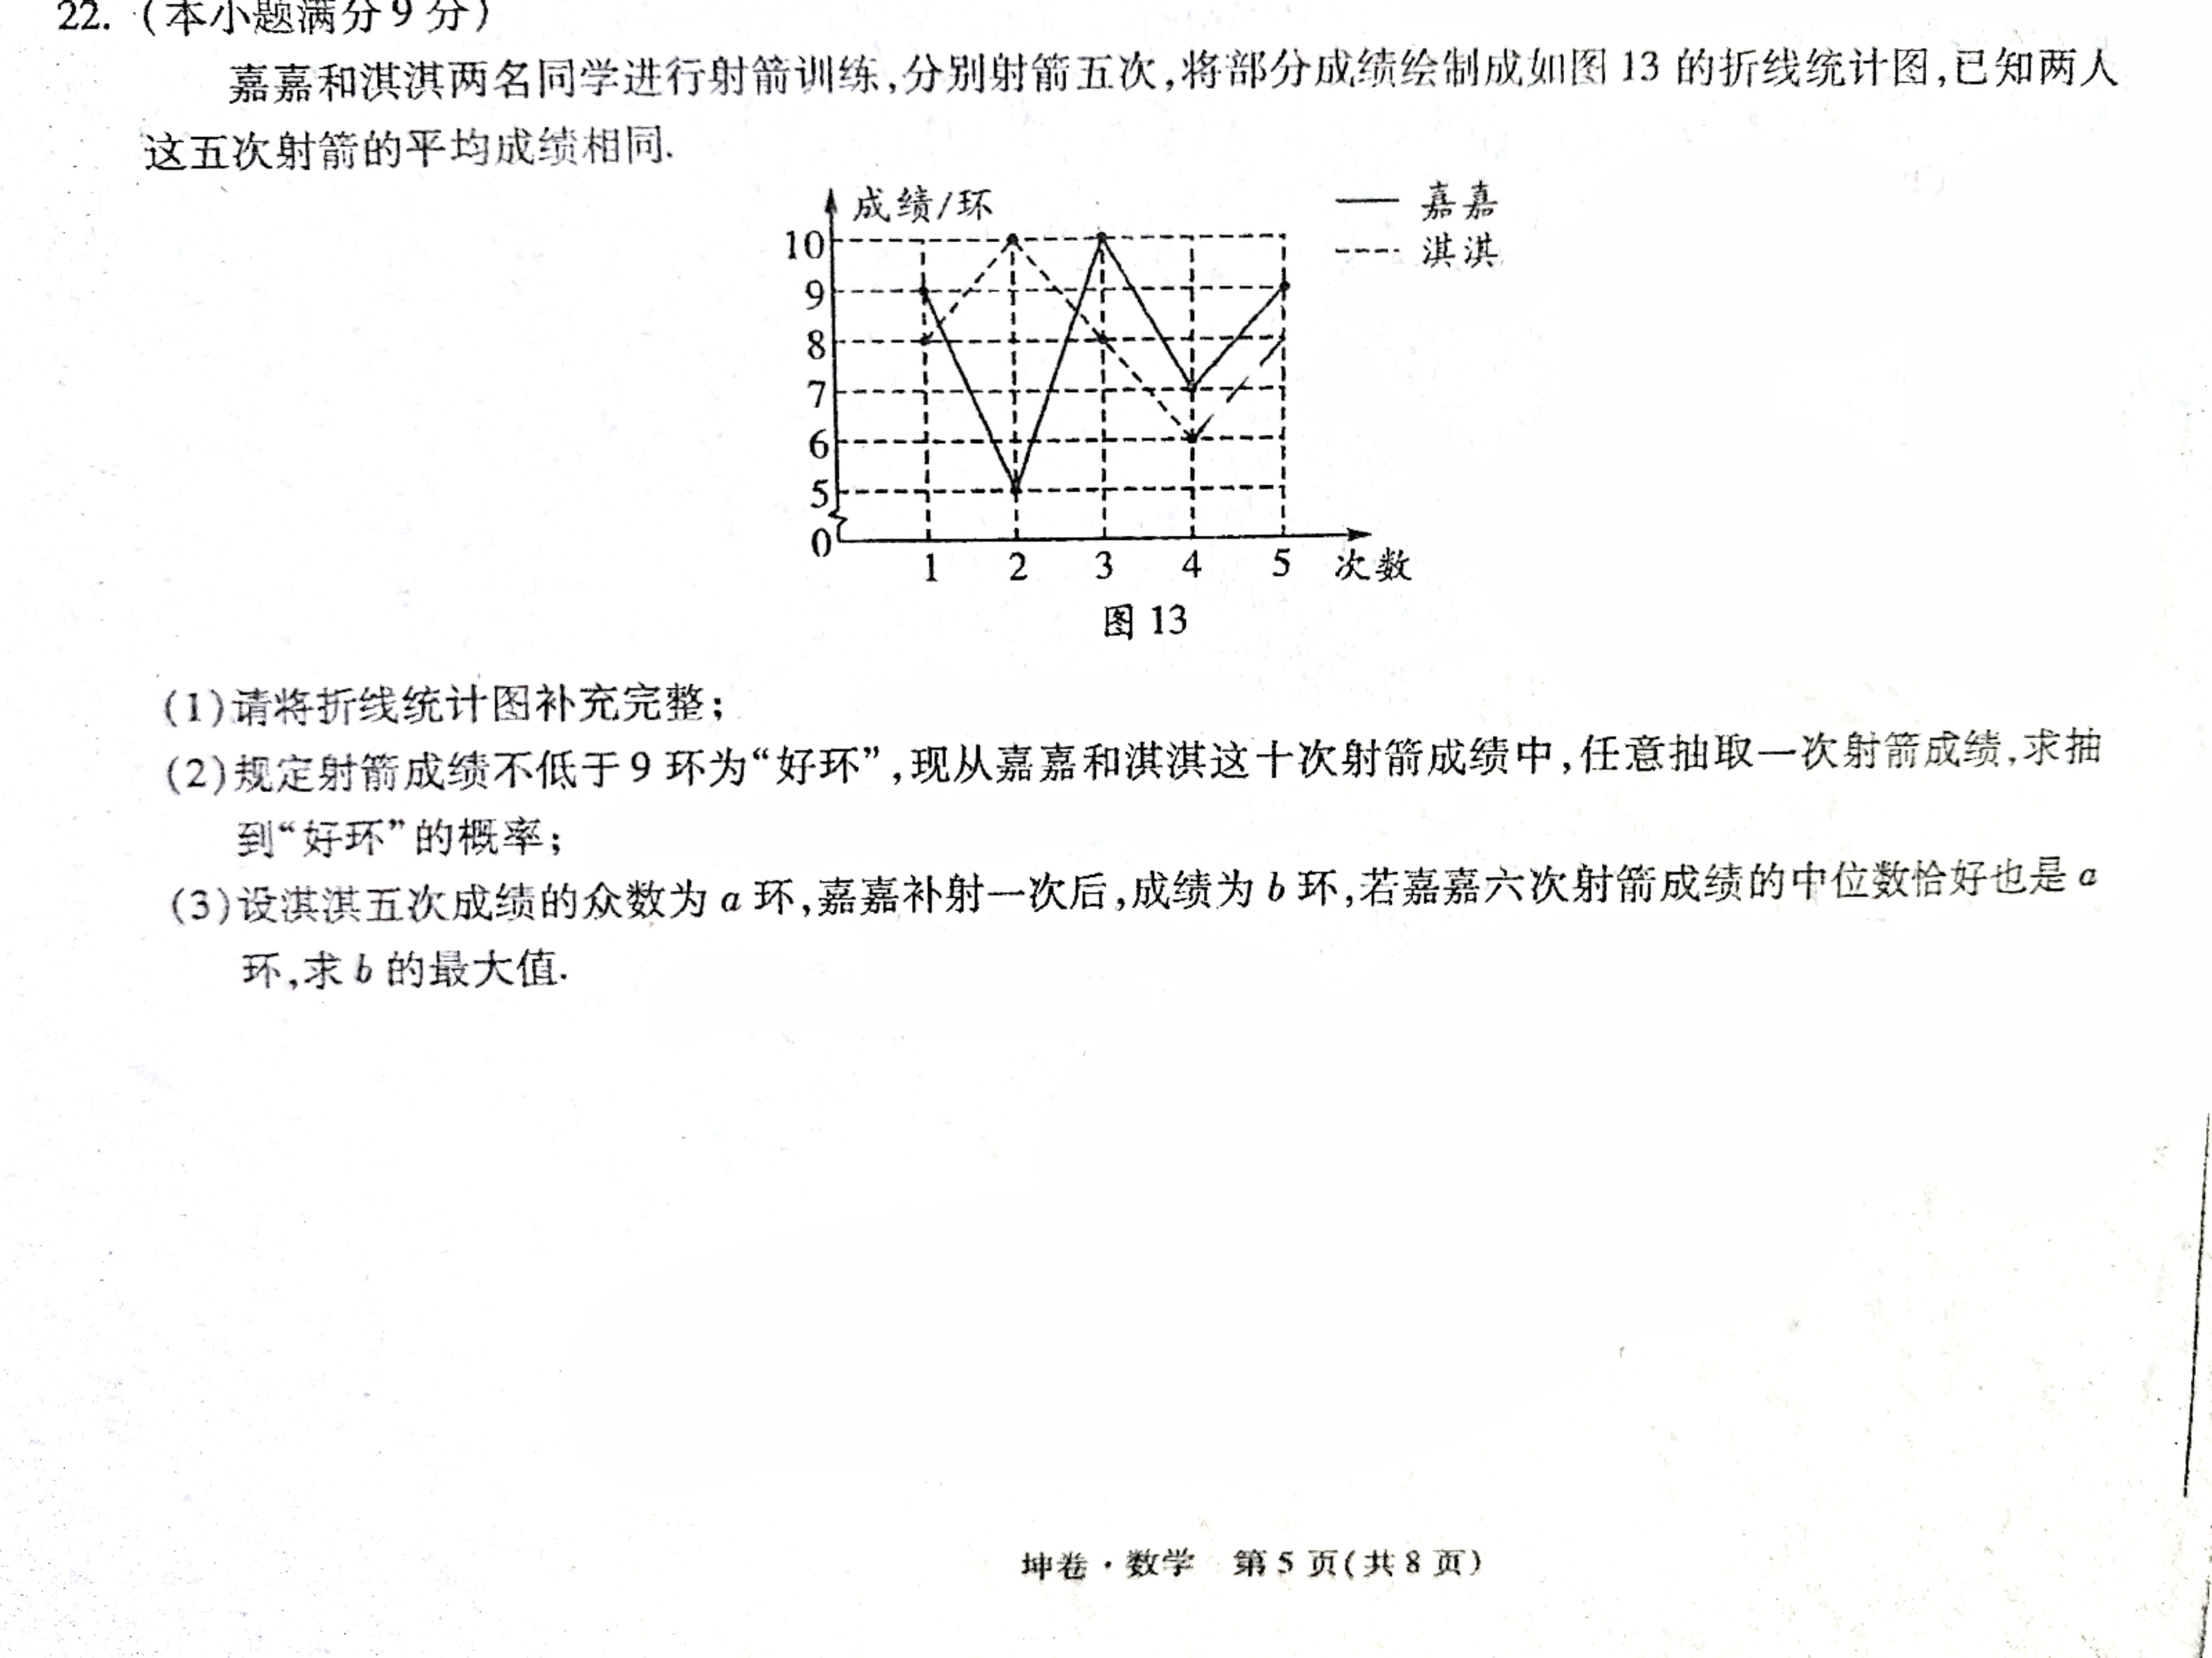 22. (本小题满分9分)
嘉嘉和淇淇两名同学进行射箭训练,分别射箭五次,将部分成绩绘制成如图13的折线统计图,已知两人
这五次射箭的平均成绩相同.
成绩/环
嘉嘉
淇淇
10
9
8
7
6
5
0
1 2 3 4 5 次数
图13
(1)请将折线统计图补充完整;
(2)规定射箭成绩不低于9环为“好环”,现从嘉嘉和淇淇这十次射箭成绩中,任意抽取一次射箭成绩,求抽
到“好环”的概率;
(3)设淇淇五次成绩的众数为a环,嘉嘉补射一次后,成绩为b环,若嘉嘉六次射箭成绩的中位数恰好也是a
环,求b的最大值.
坤卷·数学 第5页(共8页)